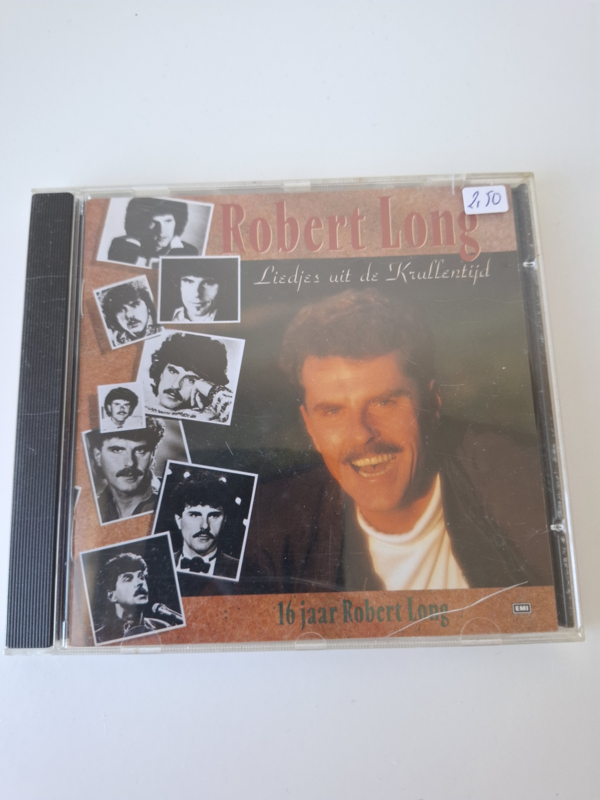 Robert Long
2,50
Liedjes uit de Krullentijd
16 jaar Robert Long
EMI